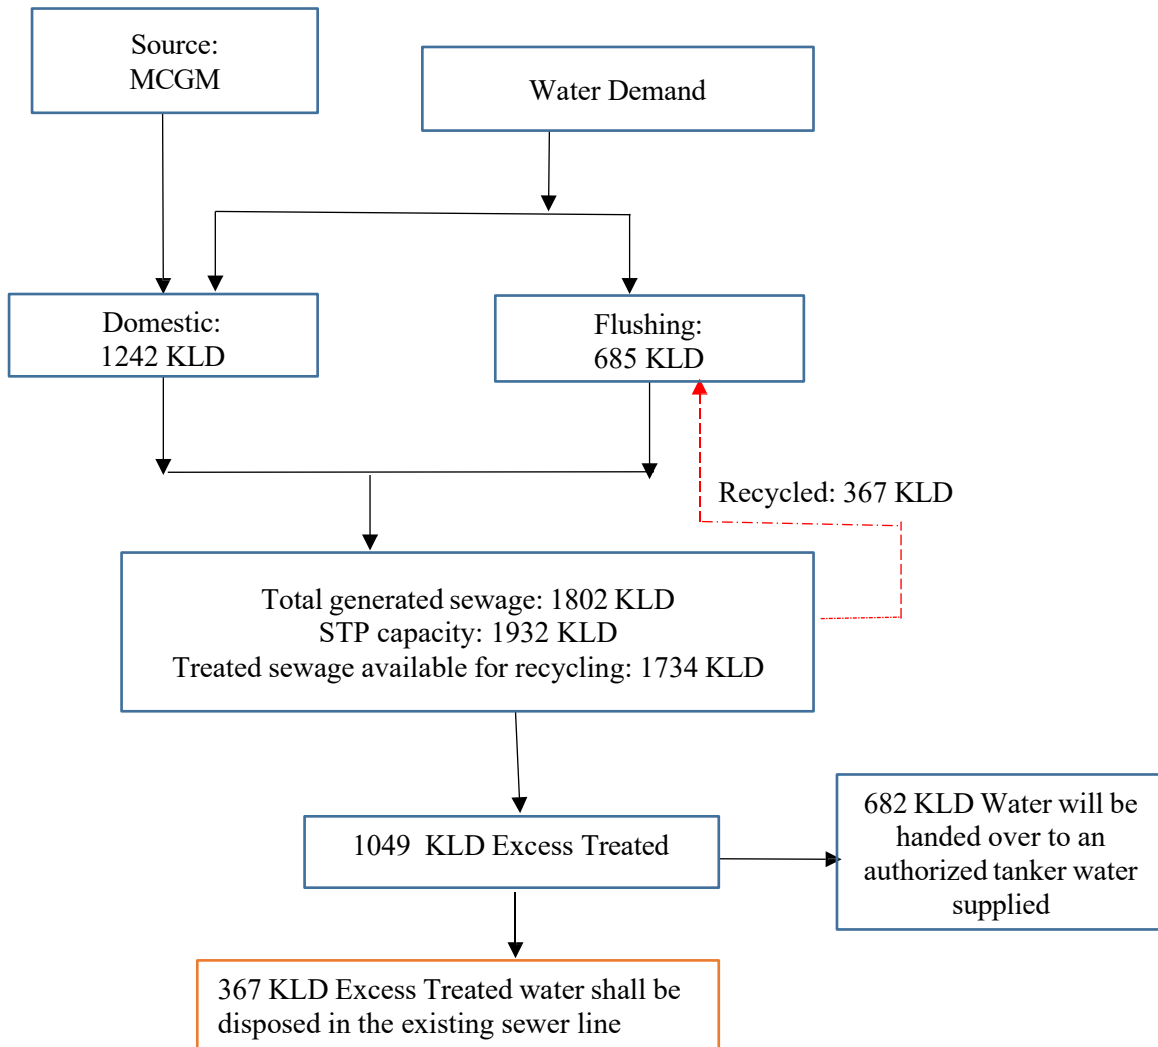 Source:
MCGM
Water Demand
Domestic:
1242 KLD
Flushing:
685 KLD
Recycled: 367 KLD
Total generated sewage: 1802 KLD
STP capacity: 1932 KLD
Treated sewage available for recycling: 1734 KLD
1049 KLD Excess Treated
682 KLD Water will be
handed over to an
authorized tanker water
supplied
367 KLD Excess Treated water shall be
disposed in the existing sewer line